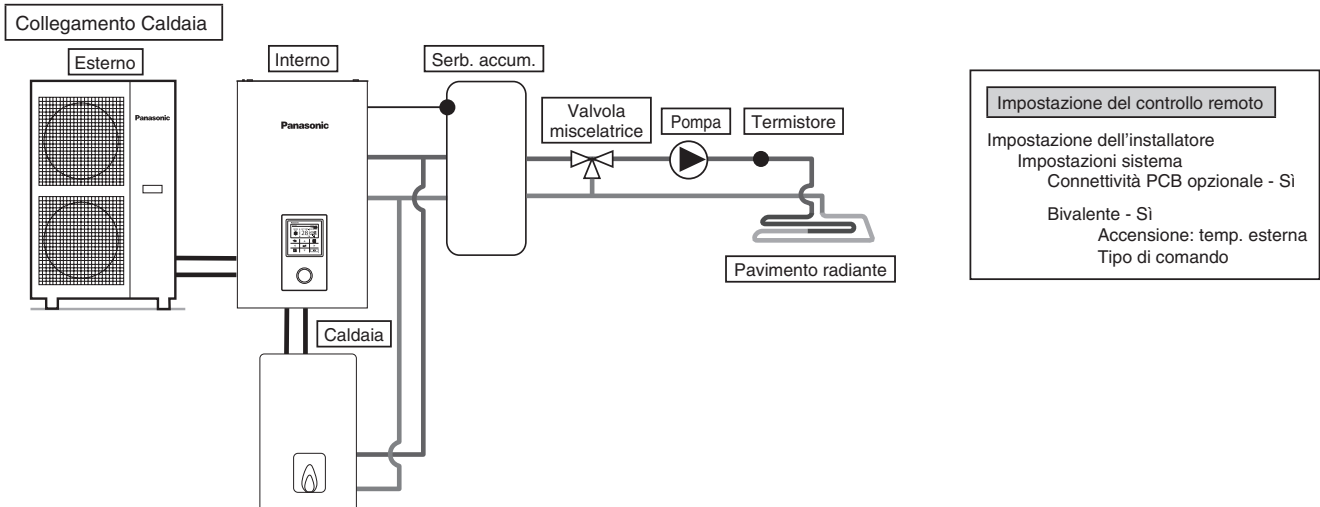 Collegamento Caldaia
Esterno
Interno
Serb. accum.
Panasonic
Panasonic
Valvola
miscelatrice
Pompa
Termistore
Pavimento radiante
Caldaia
Impostazione del controllo remoto
Impostazione dell'installatore
Impostazioni sistema
Connettività PCB opzionale - Sì
Bivalente - Sì
Accensione: temp. esterna
Tipo di comando